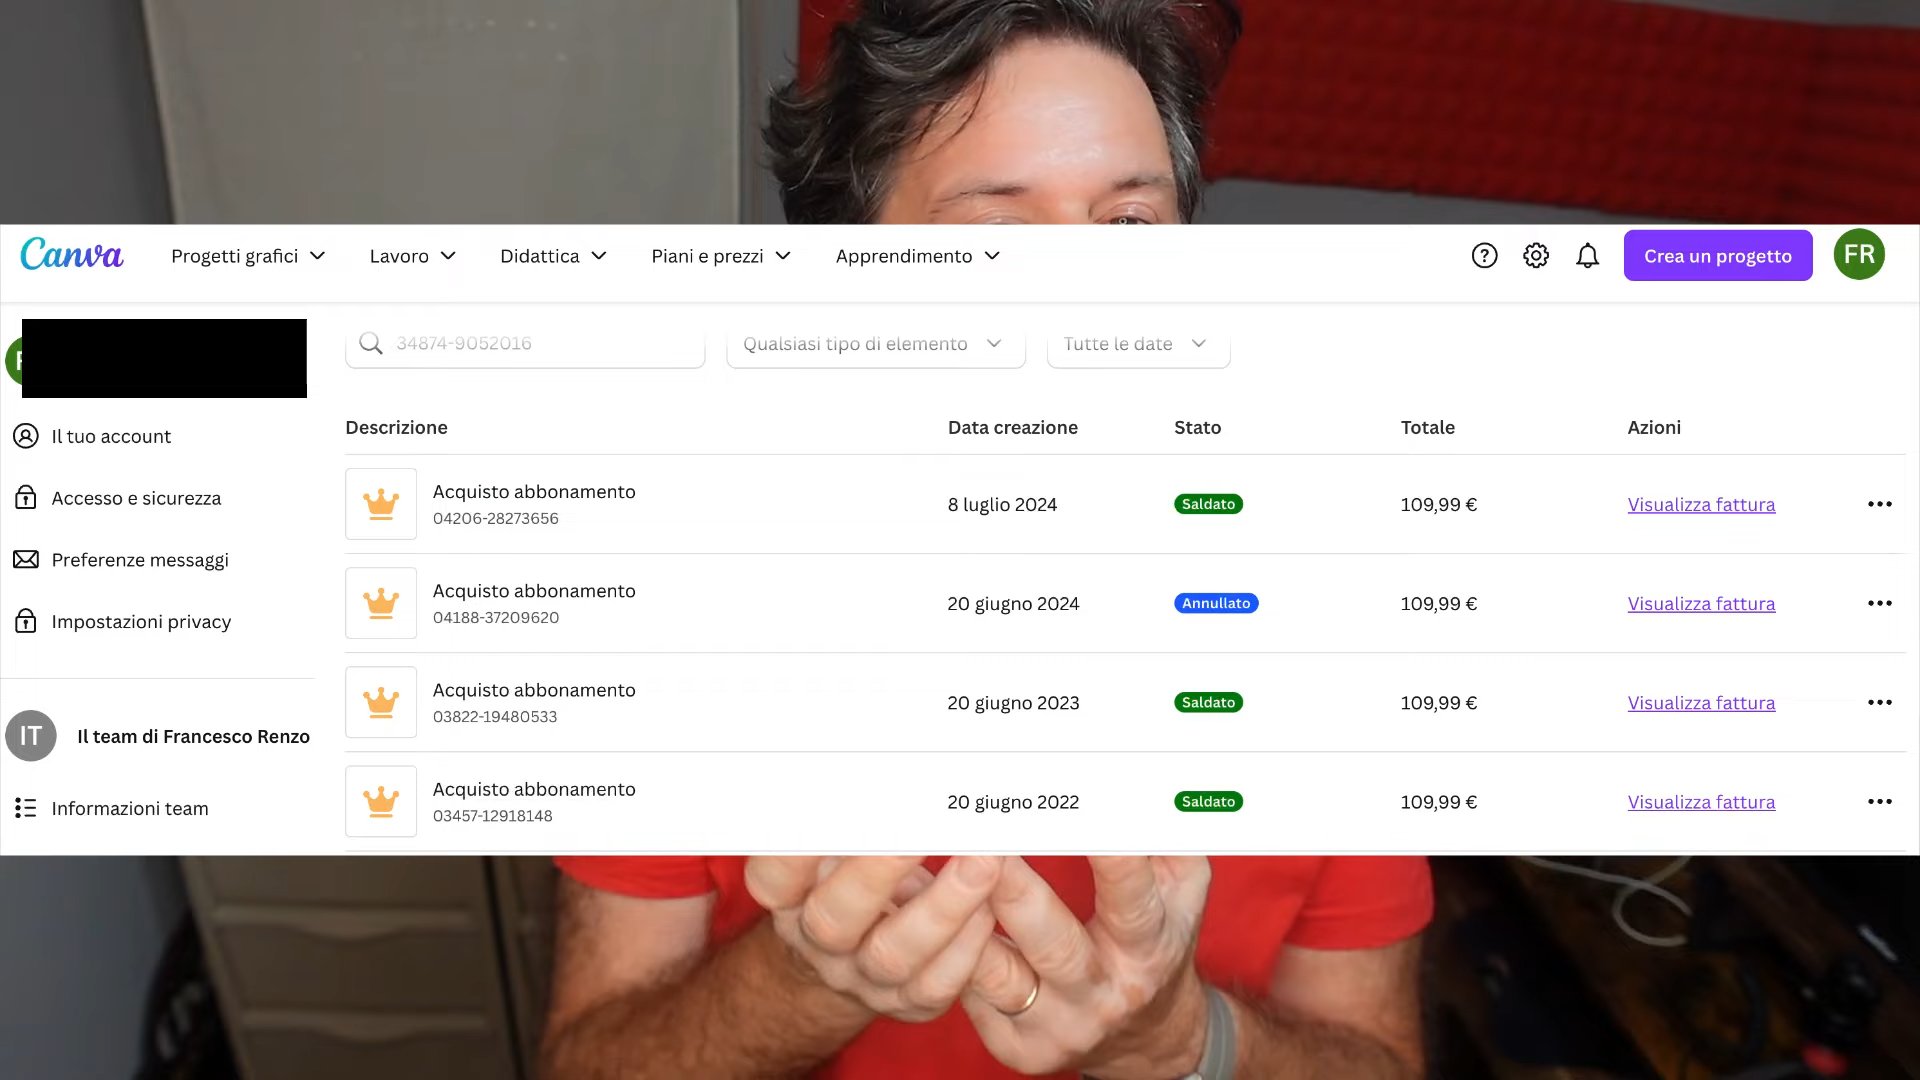 Canva
Progetti grafici
Lavoro
Didattica
Piani e prezzi
Apprendimento
Crea un progetto
FR
34874-9052016
Qualsiasi tipo di elemento
Tutte le date
Il tuo account
Accesso e sicurezza
Preferenze messaggi
Impostazioni privacy
IT
Il team di Francesco Renzo
Informazioni team
Descrizione
Data creazione
Stato
Totale
Azioni
Acquisto abbonamento
04206-28273656
8 luglio 2024
Saldato
109,99 €
Visualizza fattura
Acquisto abbonamento
04188-37209620
20 giugno 2024
Annullato
109,99 €
Visualizza fattura
Acquisto abbonamento
03822-19480533
20 giugno 2023
Saldato
109,99 €
Visualizza fattura
Acquisto abbonamento
03457-12918148
20 giugno 2022
Saldato
109,99 €
Visualizza fattura